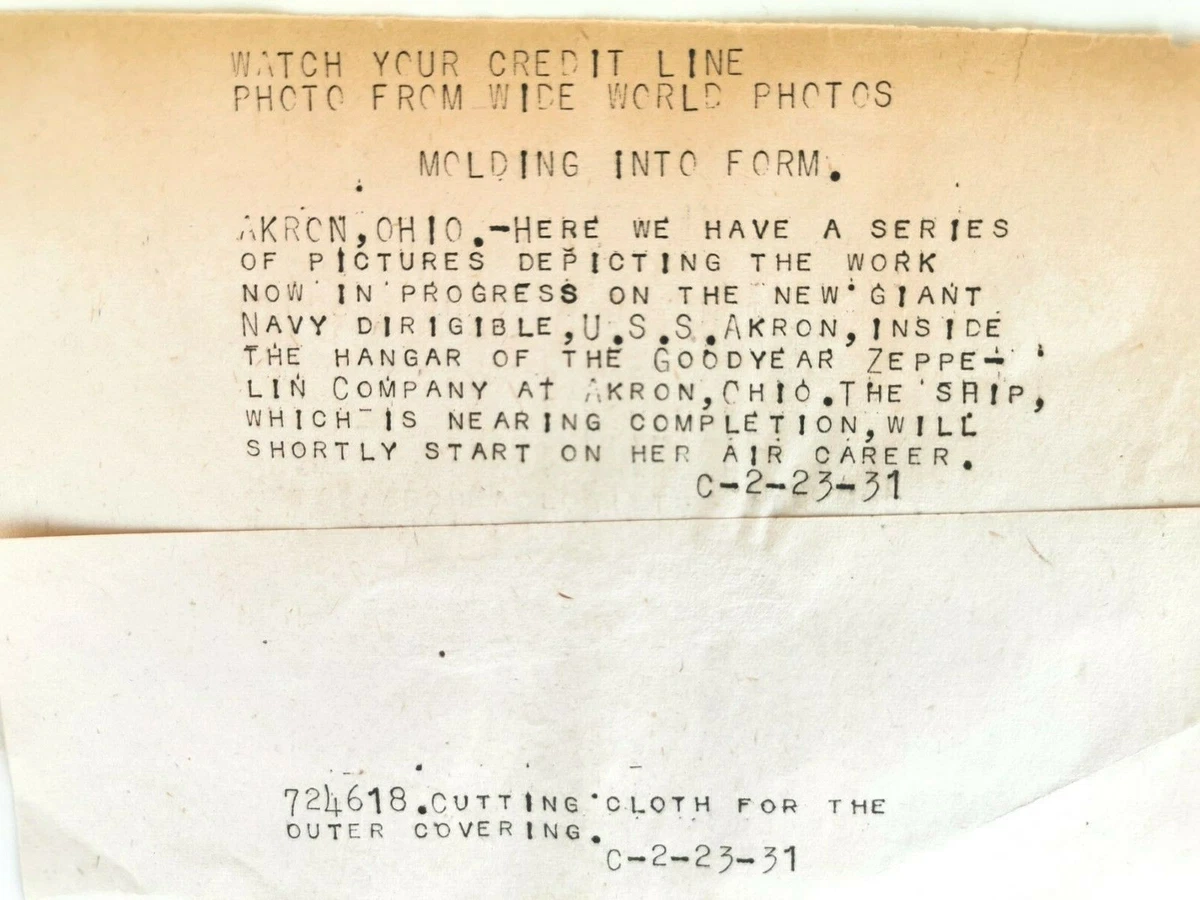 WATCH YOUR CREDIT LINE
PHOTO FROM WIDE WORLD PHOTOS
MOLDING INTO FORM.
AKRON,OHIO.-HERE WE HAVE A SERIES
OF PICTURES DEPICTING THE WORK
NOW IN PROGRESS ON THE NEW GIANT
NAVY DIRIGIBLE,U.S.S.AKRON,INSIDE
THE HANGAR OF THE GOODYEAR ZEPPE-
LIN COMPANY AT AKRON,OHIO.THE SHIP,
WHICH IS NEARING COMPLETION,WILL
SHORTLY START ON HER AIR CAREER.
C-2-23-31
724618.CUTTING CLOTH FOR THE
OUTER COVERING.
C-2-23-31